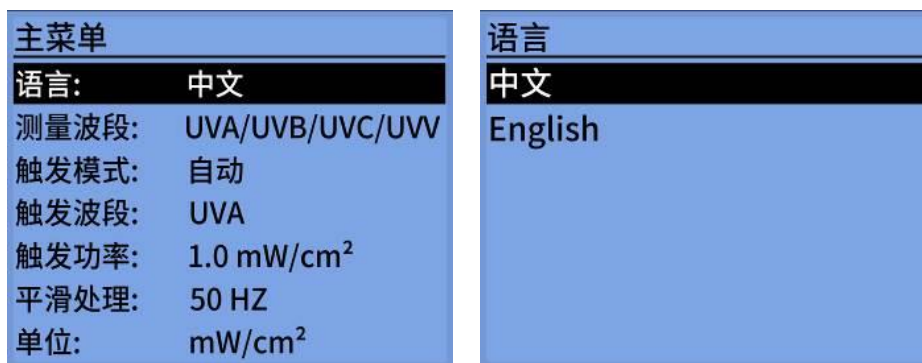 主菜单
语言: 中文
测量波段: UVA/UVB/UVC/UVV
触发模式: 自动
触发波段: UVA
触发功率: 1.0 mW/cm²
平滑处理: 50 HZ
单位: mW/cm²
语言
中文
English